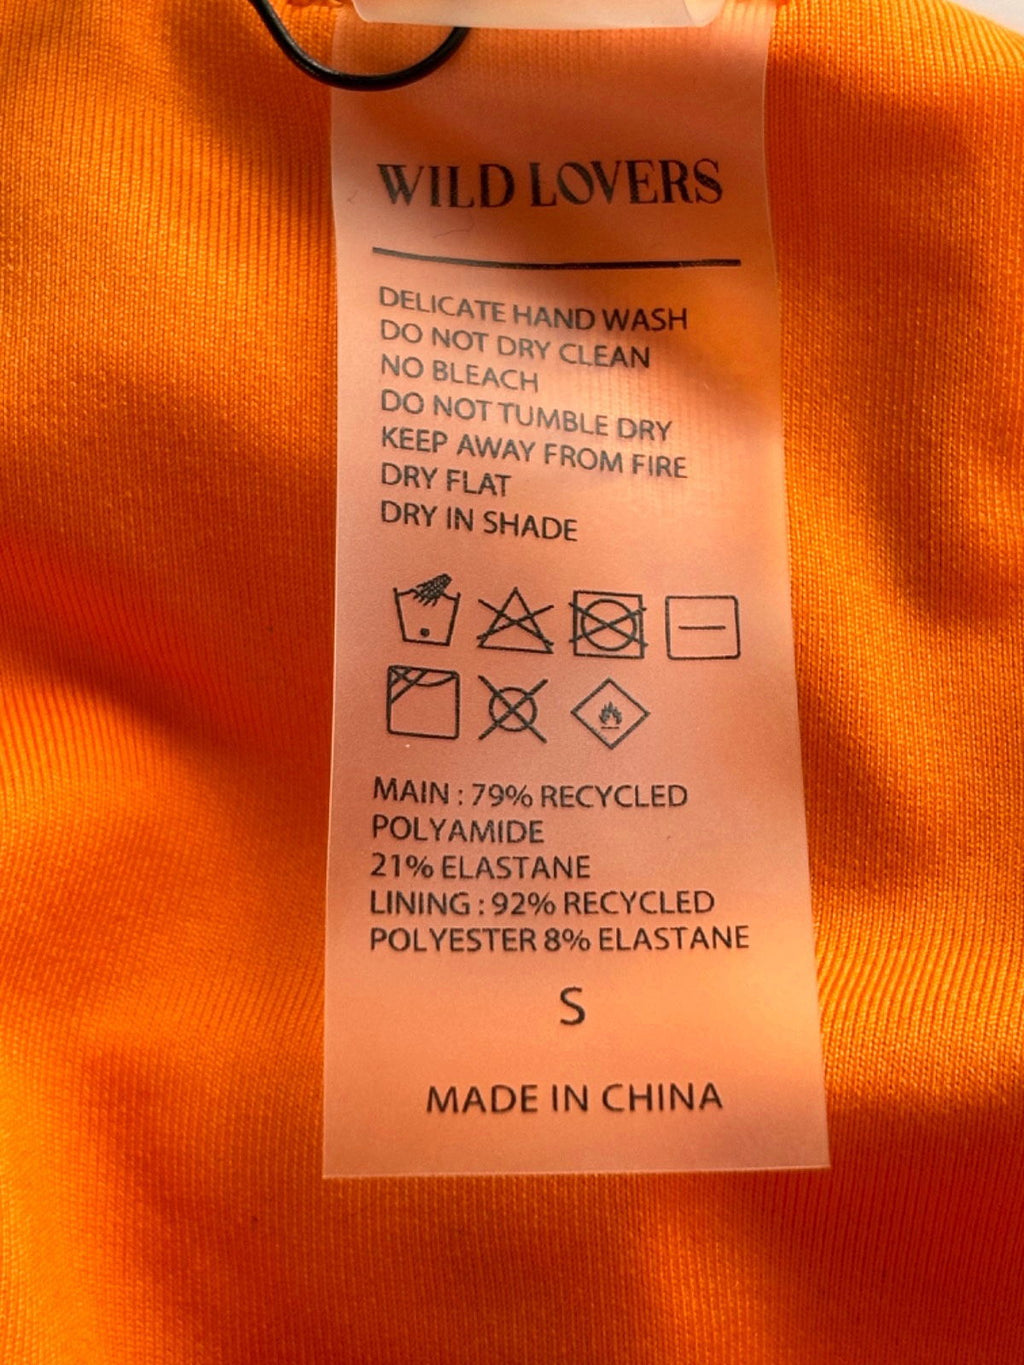 WILD LOVERS
DELICATE HAND WASH
DO NOT DRY CLEAN
NO BLEACH
DO NOT TUMBLE DRY
KEEP AWAY FROM FIRE
DRY FLAT
DRY IN SHADE
MAIN : 79% RECYCLED
POLYAMIDE
21% ELASTANE
LINING : 92% RECYCLED
POLYESTER 8% ELASTANE
S
MADE IN CHINA